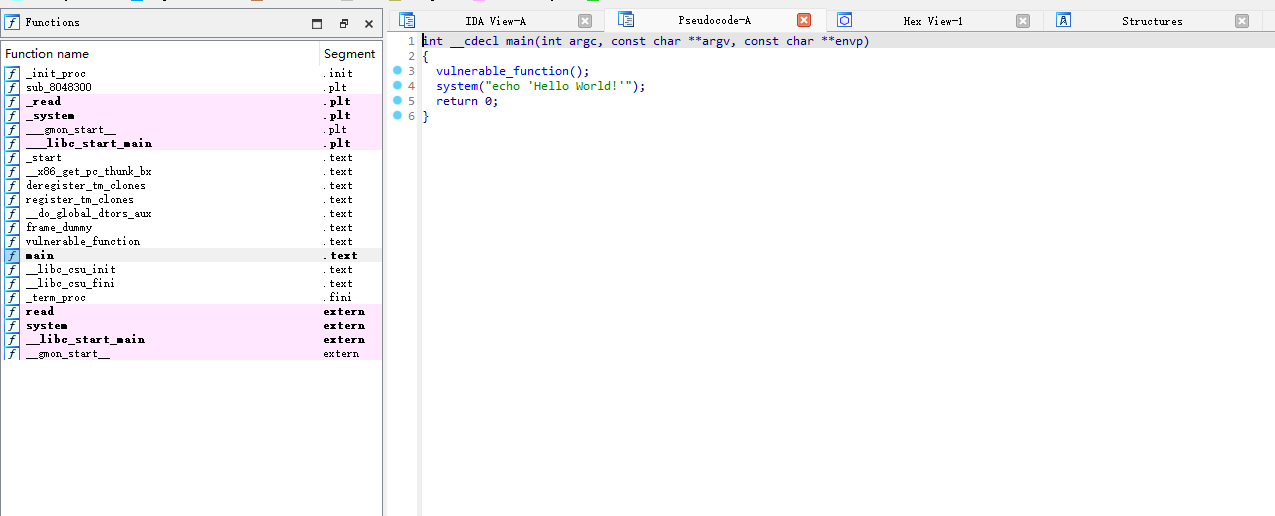 Functions
Function name Segment
_init_proc .init
sub_8048300 .plt
_read .plt
_system .plt
___gmon_start__ .plt
___libc_start_main .plt
_start .text
__x86_get_pc_thunk_bx .text
deregister_tm_clones .text
register_tm_clones .text
__do_global_dtors_aux .text
frame_dummy .text
vulnerable_function .text
main .text
__libc_csu_init .text
__libc_csu_fini .text
_term_proc .fini
read extern
system extern
__libc_start_main extern
__gmon_start__ extern
IDA View-A Pseudocode-A Hex View-1 Structures
1 int __cdecl main(int argc, const char **argv, const char **envp)
2 {
3 vulnerable_function();
4 system("echo 'Hello World!'");
5 return 0;
6 }